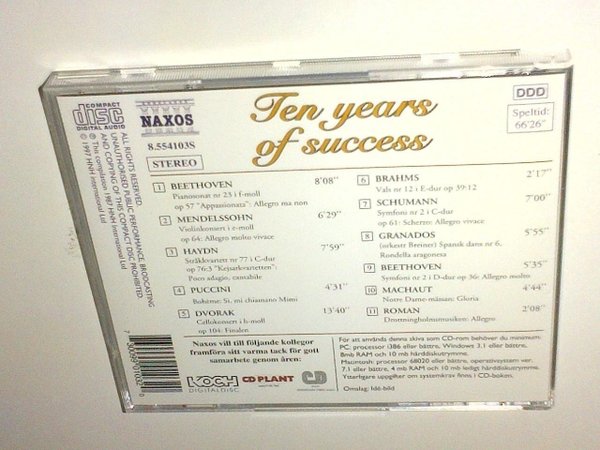 COMPACT
disc
DIGITAL AUDIO
NAXOS
8.554103S
STEREO
Ten years
of success
DDD
Speltid:
66'26"
ALL RIGHTS RESERVED
UNAUTHORISED PUBLIC PERFORMANCE, BROADCASTING
AND COPYING OF THIS COMPACT DISC PROHIBITED.
1 BEETHOVEN 8'08"
Pianosonat nr 23 i f-moll
op 57 "Appassionata": Allegro ma non
2 MENDELSSOHN 6'29"
Violinkonsert i e-moll
op 64: Allegro molto vivace
3 HAYDN 7'59"
Stråkkvartett nr 77 i C-dur
op 76:3 "Kejsarkvartetten":
Poco adagio, cantabile
4 PUCCINI 4'31"
Bohème: Si, mi chiamano Mimi
5 DVORAK 13'40"
Cellokonsert i h-moll
op 104: Finalen
6 BRAHMS 2'17"
Vals nr 12 i E-dur op 39:12
7 SCHUMANN 7'00"
Symfoni nr 2 i C-dur
op 61: Scherzo: Allegro vivace
8 GRANADOS 5'55"
(orkestr Breiner) Spansk dans nr 6,
Rondella aragonesa
9 BEETHOVEN 5'35"
Symfoni nr 2 i D-dur op 36: Allegro molto
10 MACHAUT 4'44"
Notre Dame-mässan: Gloria
11 ROMAN 2'08"
Drottningholmsmusiken: Allegro
Naxos vill till följande kollegor
framföra sitt varma tack för gott
samarbete genom åren:
KOCH
DIGITALDISC
CD PLANT
CD
För att använda denna skiva som CD-rom behöver du minimum:
PC: processor i386 eller bättre, Windows 3.1 eller bättre,
8mb RAM och 10 mb hårddiskutrymme.
Macintosh: processor 68020 eller bättre, operativsystem ver.
7.1 eller bättre, 4 mb RAM och 10 mb ledigt hårddiskutrymme.
Ytterligare uppgifter om systemkrav finns i CD-boken.
Omslag: Idé-bild